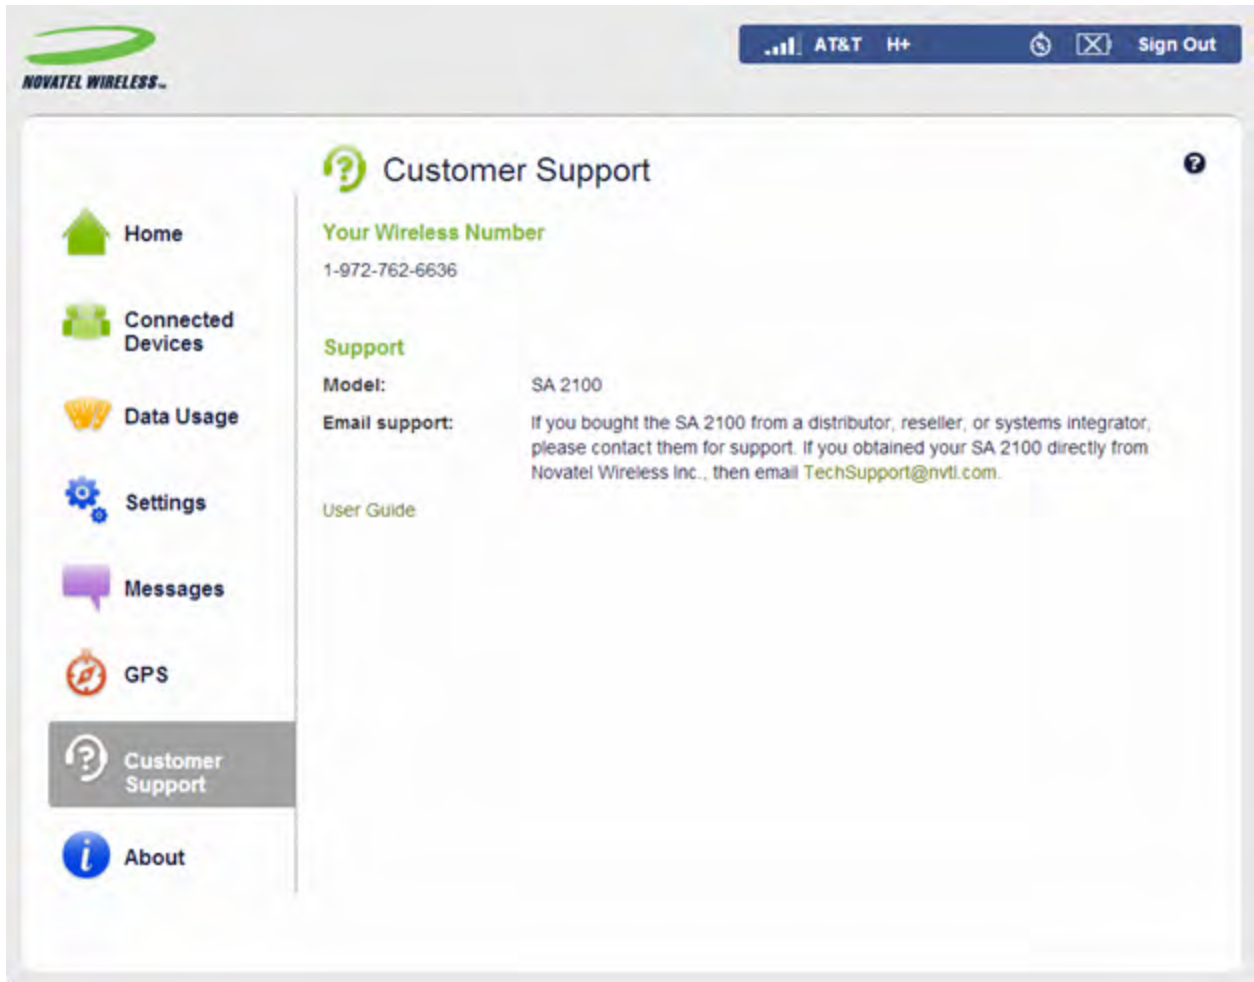 NOVATEL WIRELESS™
AT&T H+ Sign Out
Customer Support
Home
Connected
Devices
Data Usage
Settings
Messages
GPS
Customer
Support
About
Your Wireless Number
1-972-762-6636
Support
Model: SA 2100
Email support: If you bought the SA 2100 from a distributor, reseller, or systems integrator,
please contact them for support. If you obtained your SA 2100 directly from
Novatel Wireless Inc., then email TechSupport@nvtl.com.
User Guide